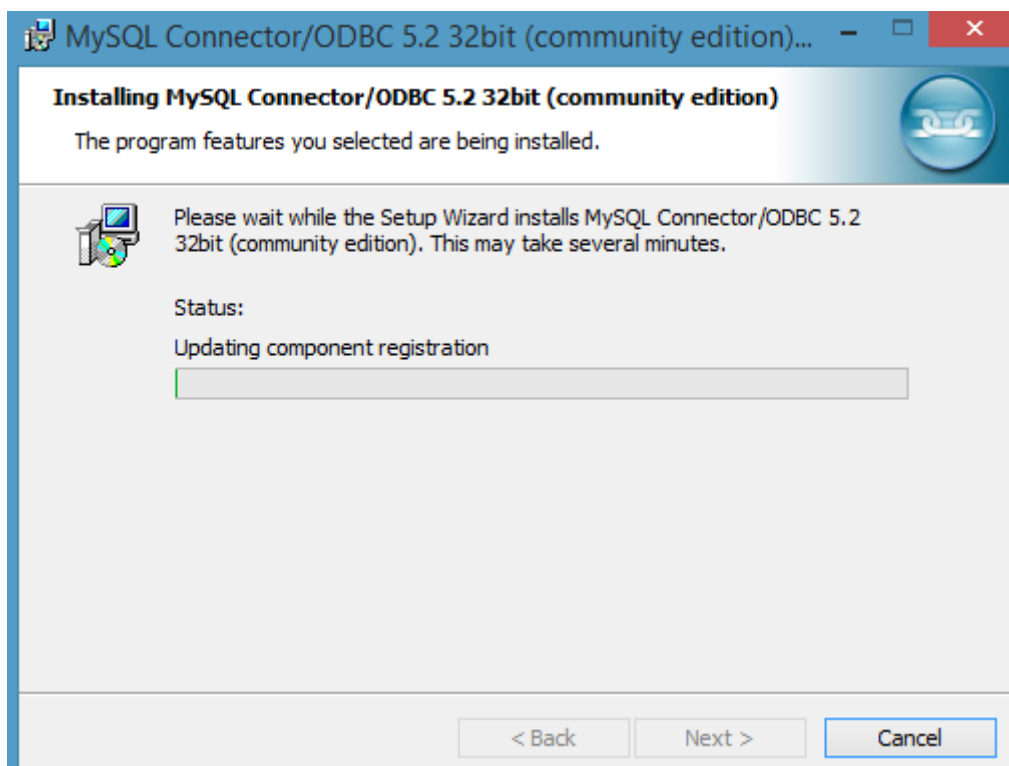 MySQL Connector/ODBC 5.2 32bit (community edition)...
Installing MySQL Connector/ODBC 5.2 32bit (community edition)
The program features you selected are being installed.
Please wait while the Setup Wizard installs MySQL Connector/ODBC 5.2
32bit (community edition). This may take several minutes.
Status:
Updating component registration
< Back
Next >
Cancel